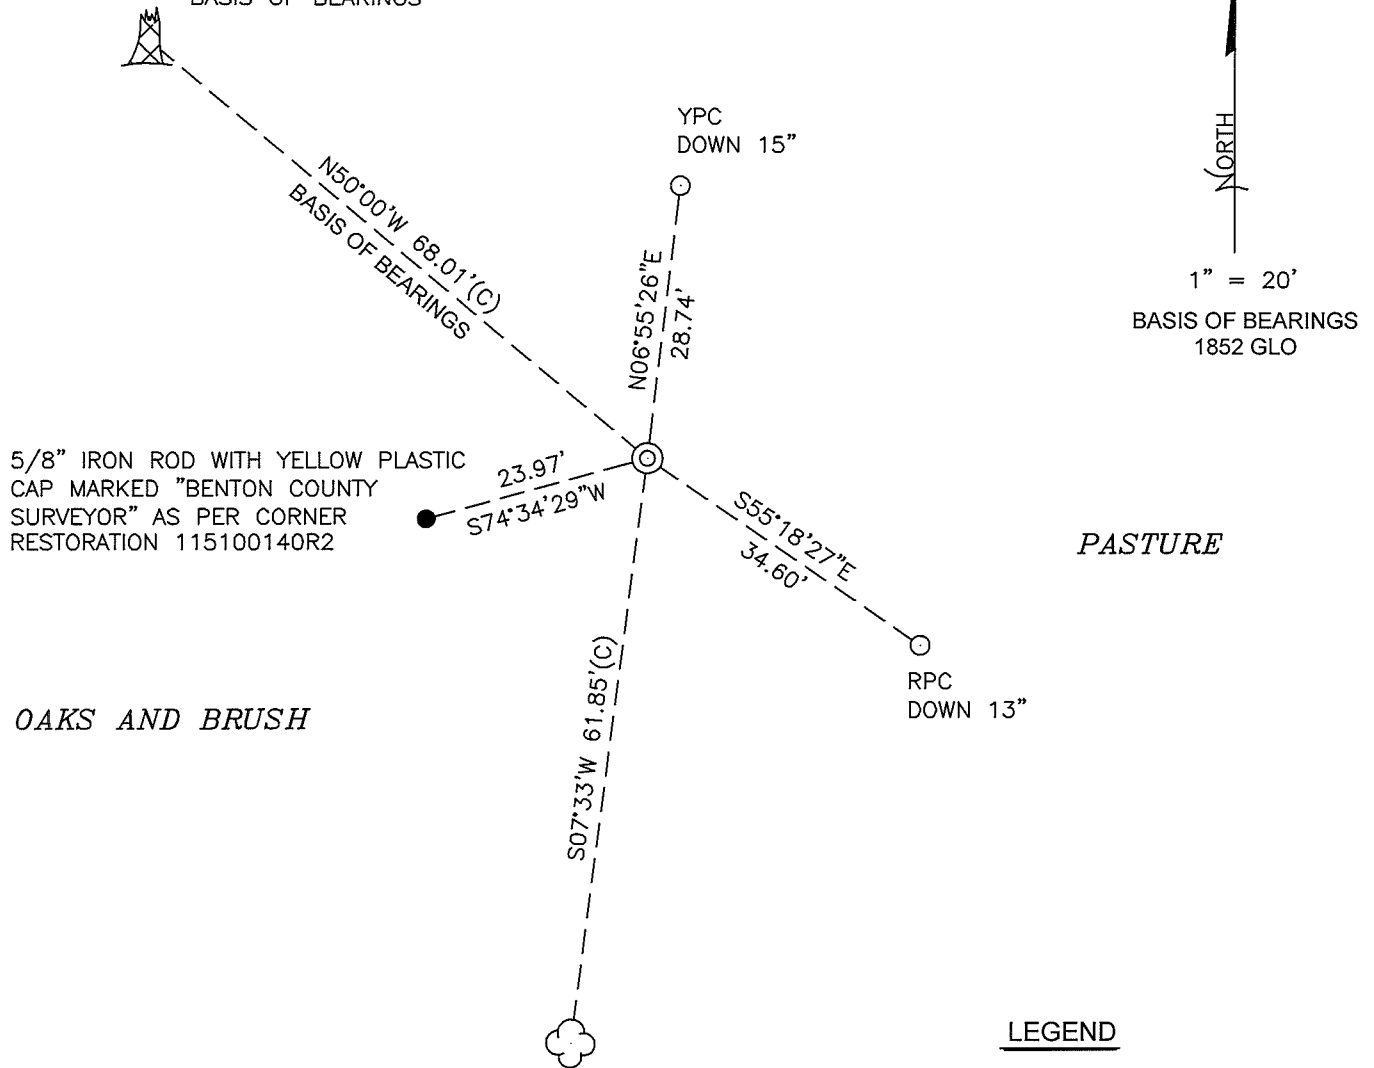 BASIS OF BEARINGS
YPC
DOWN 15"
NORTH
N50°00'W 68.01'(C)
BASIS OF BEARINGS
N06°55'26"E
28.74'
1" = 20'
BASIS OF BEARINGS
1852 GLO
5/8" IRON ROD WITH YELLOW PLASTIC
CAP MARKED "BENTON COUNTY
SURVEYOR" AS PER CORNER
RESTORATION 115100140R2
23.97'
S74°34'29"W
S55°18'27"E
34.60'
PASTURE
S07°33'W 61.85'(C)
RPC
DOWN 13"
OAKS AND BRUSH
LEGEND